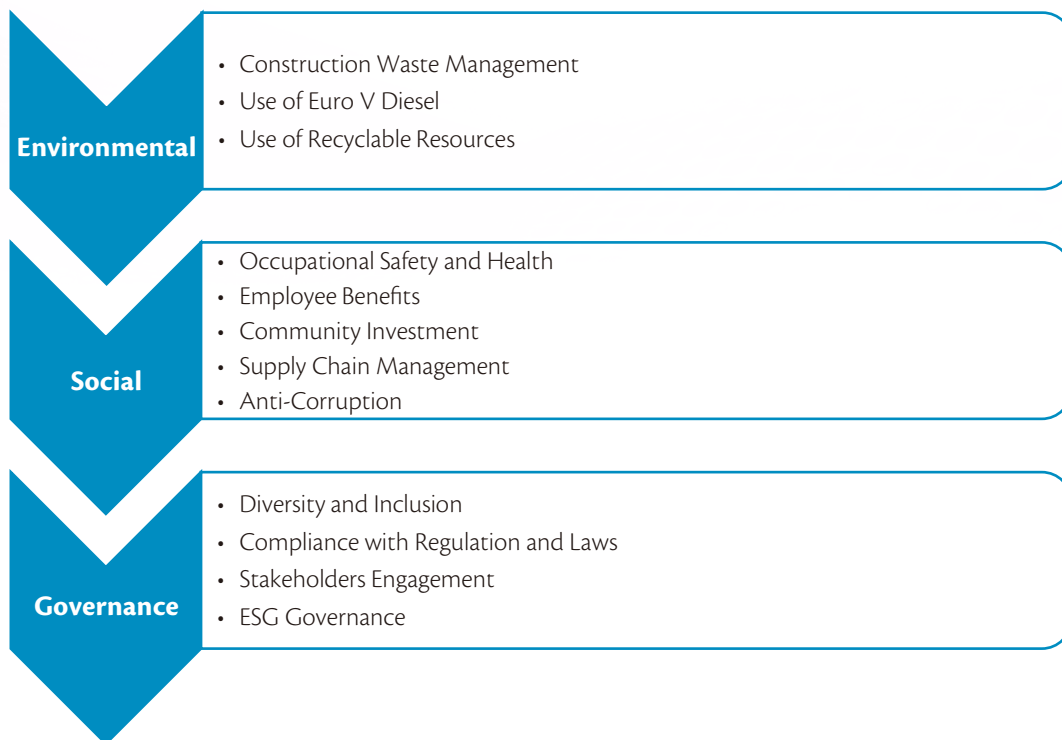 Environmental
• Construction Waste Management
• Use of Euro V Diesel
• Use of Recyclable Resources
Social
• Occupational Safety and Health
• Employee Benefits
• Community Investment
• Supply Chain Management
• Anti-Corruption
Governance
• Diversity and Inclusion
• Compliance with Regulation and Laws
• Stakeholders Engagement
• ESG Governance